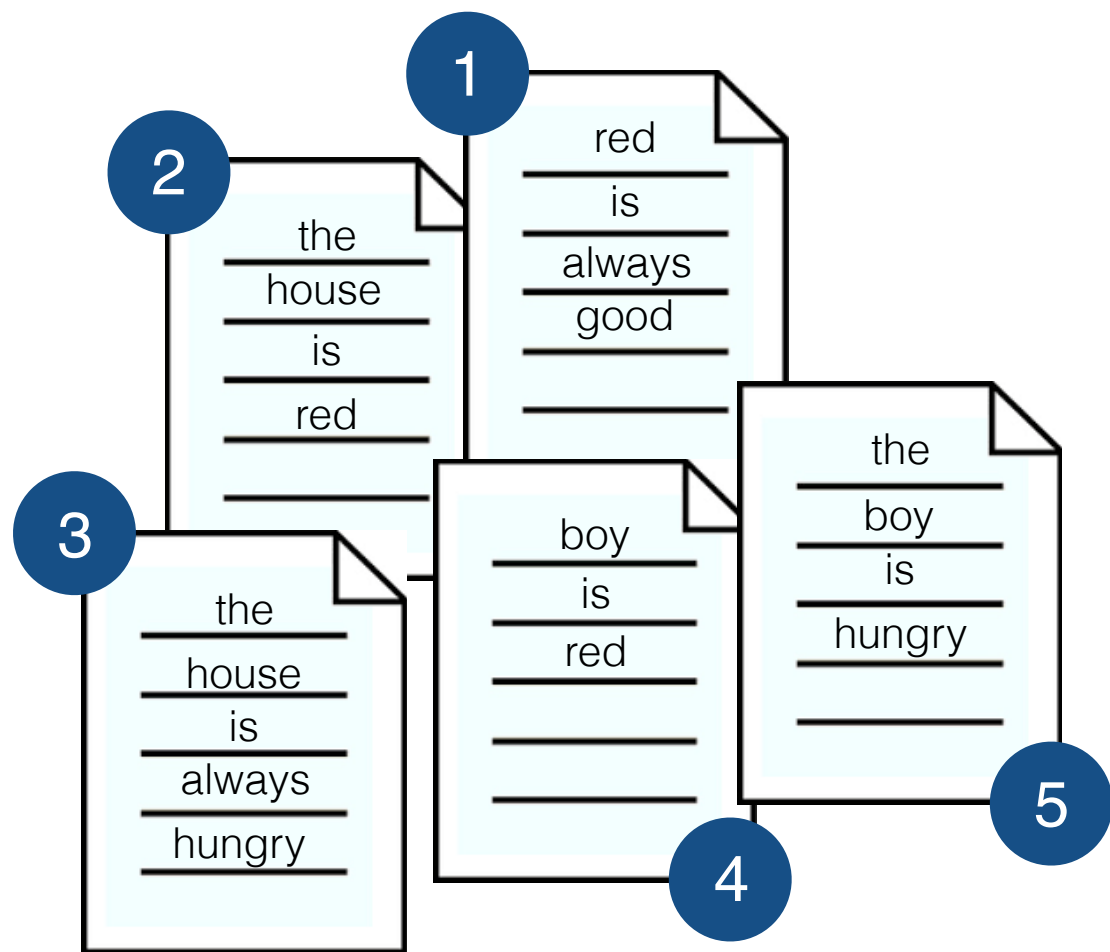 1
red
is
always
good
2
the
house
is
red
3
the
house
is
always
hungry
4
boy
is
red
5
the
boy
is
hungry